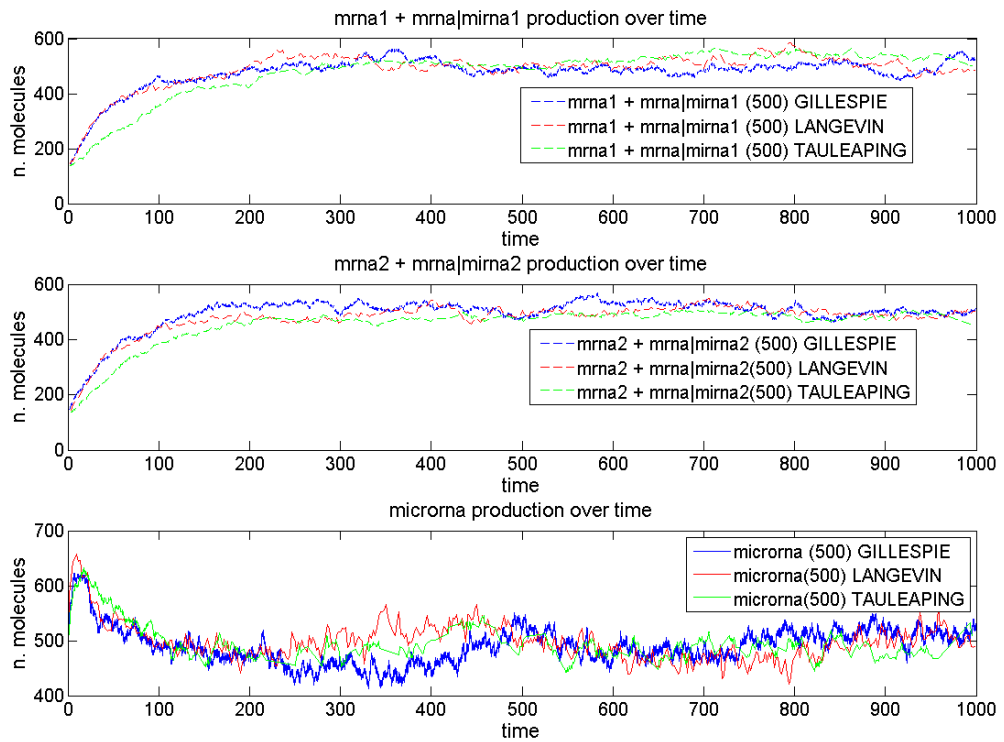 mrna1 + mrna|mirna1 production over time
600
400
200
0
n. molecules
mrna1 + mrna|mirna1 (500) GILLESPIE
mrna1 + mrna|mirna1 (500) LANGEVIN
mrna1 + mrna|mirna1 (500) TAULEAPING
0 100 200 300 400 500 600 700 800 900 1000
time
mrna2 + mrna|mirna2 production over time
600
400
200
0
n. molecules
mrna2 + mrna|mirna2 (500) GILLESPIE
mrna2 + mrna|mirna2(500) LANGEVIN
mrna2 + mrna|mirna2(500) TAULEAPING
0 100 200 300 400 500 600 700 800 900 1000
time
microrna production over time
700
600
500
400
n. molecules
microrna (500) GILLESPIE
microrna(500) LANGEVIN
microrna(500) TAULEAPING
0 100 200 300 400 500 600 700 800 900 1000
time